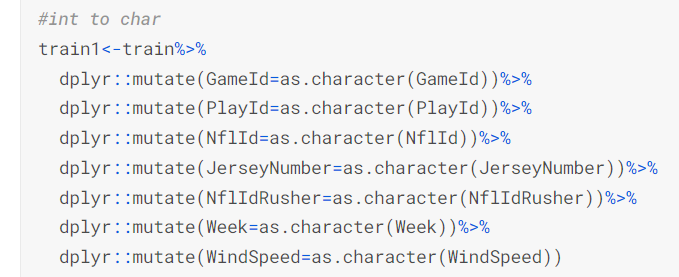 #int to char
train1<-train%>%
  dplyr::mutate(GameId=as.character(GameId))%>%
  dplyr::mutate(PlayId=as.character(PlayId))%>%
  dplyr::mutate(NflId=as.character(NflId))%>%
  dplyr::mutate(JerseyNumber=as.character(JerseyNumber))%>%
  dplyr::mutate(NflIdRusher=as.character(NflIdRusher))%>%
  dplyr::mutate(Week=as.character(Week))%>%
  dplyr::mutate(WindSpeed=as.character(WindSpeed))